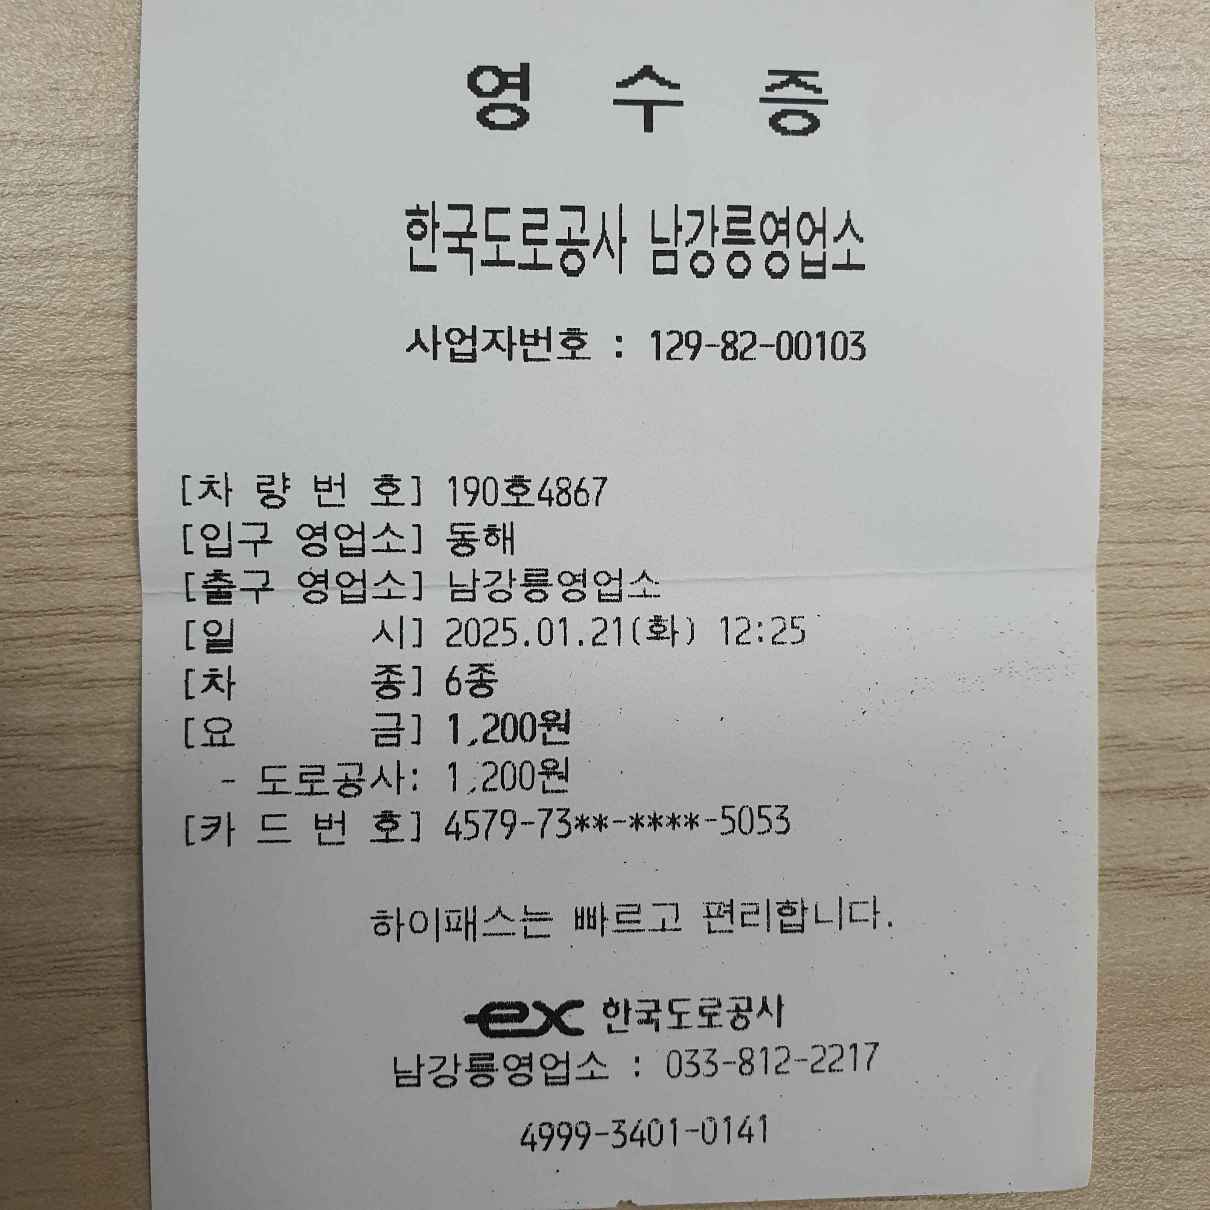 영 수 증
한국도로공사 남강릉영업소
사업자번호 : 129-82-00103
[차 량 번 호] 190호4867
[입구 영업소] 동해
[출구 영업소] 남강릉영업소
[일 시] 2025.01.21(화) 12:25
[차 종] 6종
[요 금] 1,200원
- 도로공사: 1,200원
[카 드 번 호] 4579-73**-****-5053
하이패스는 빠르고 편리합니다.
ex 한국도로공사
남강릉영업소 : 033-812-2217
4999-3401-0141